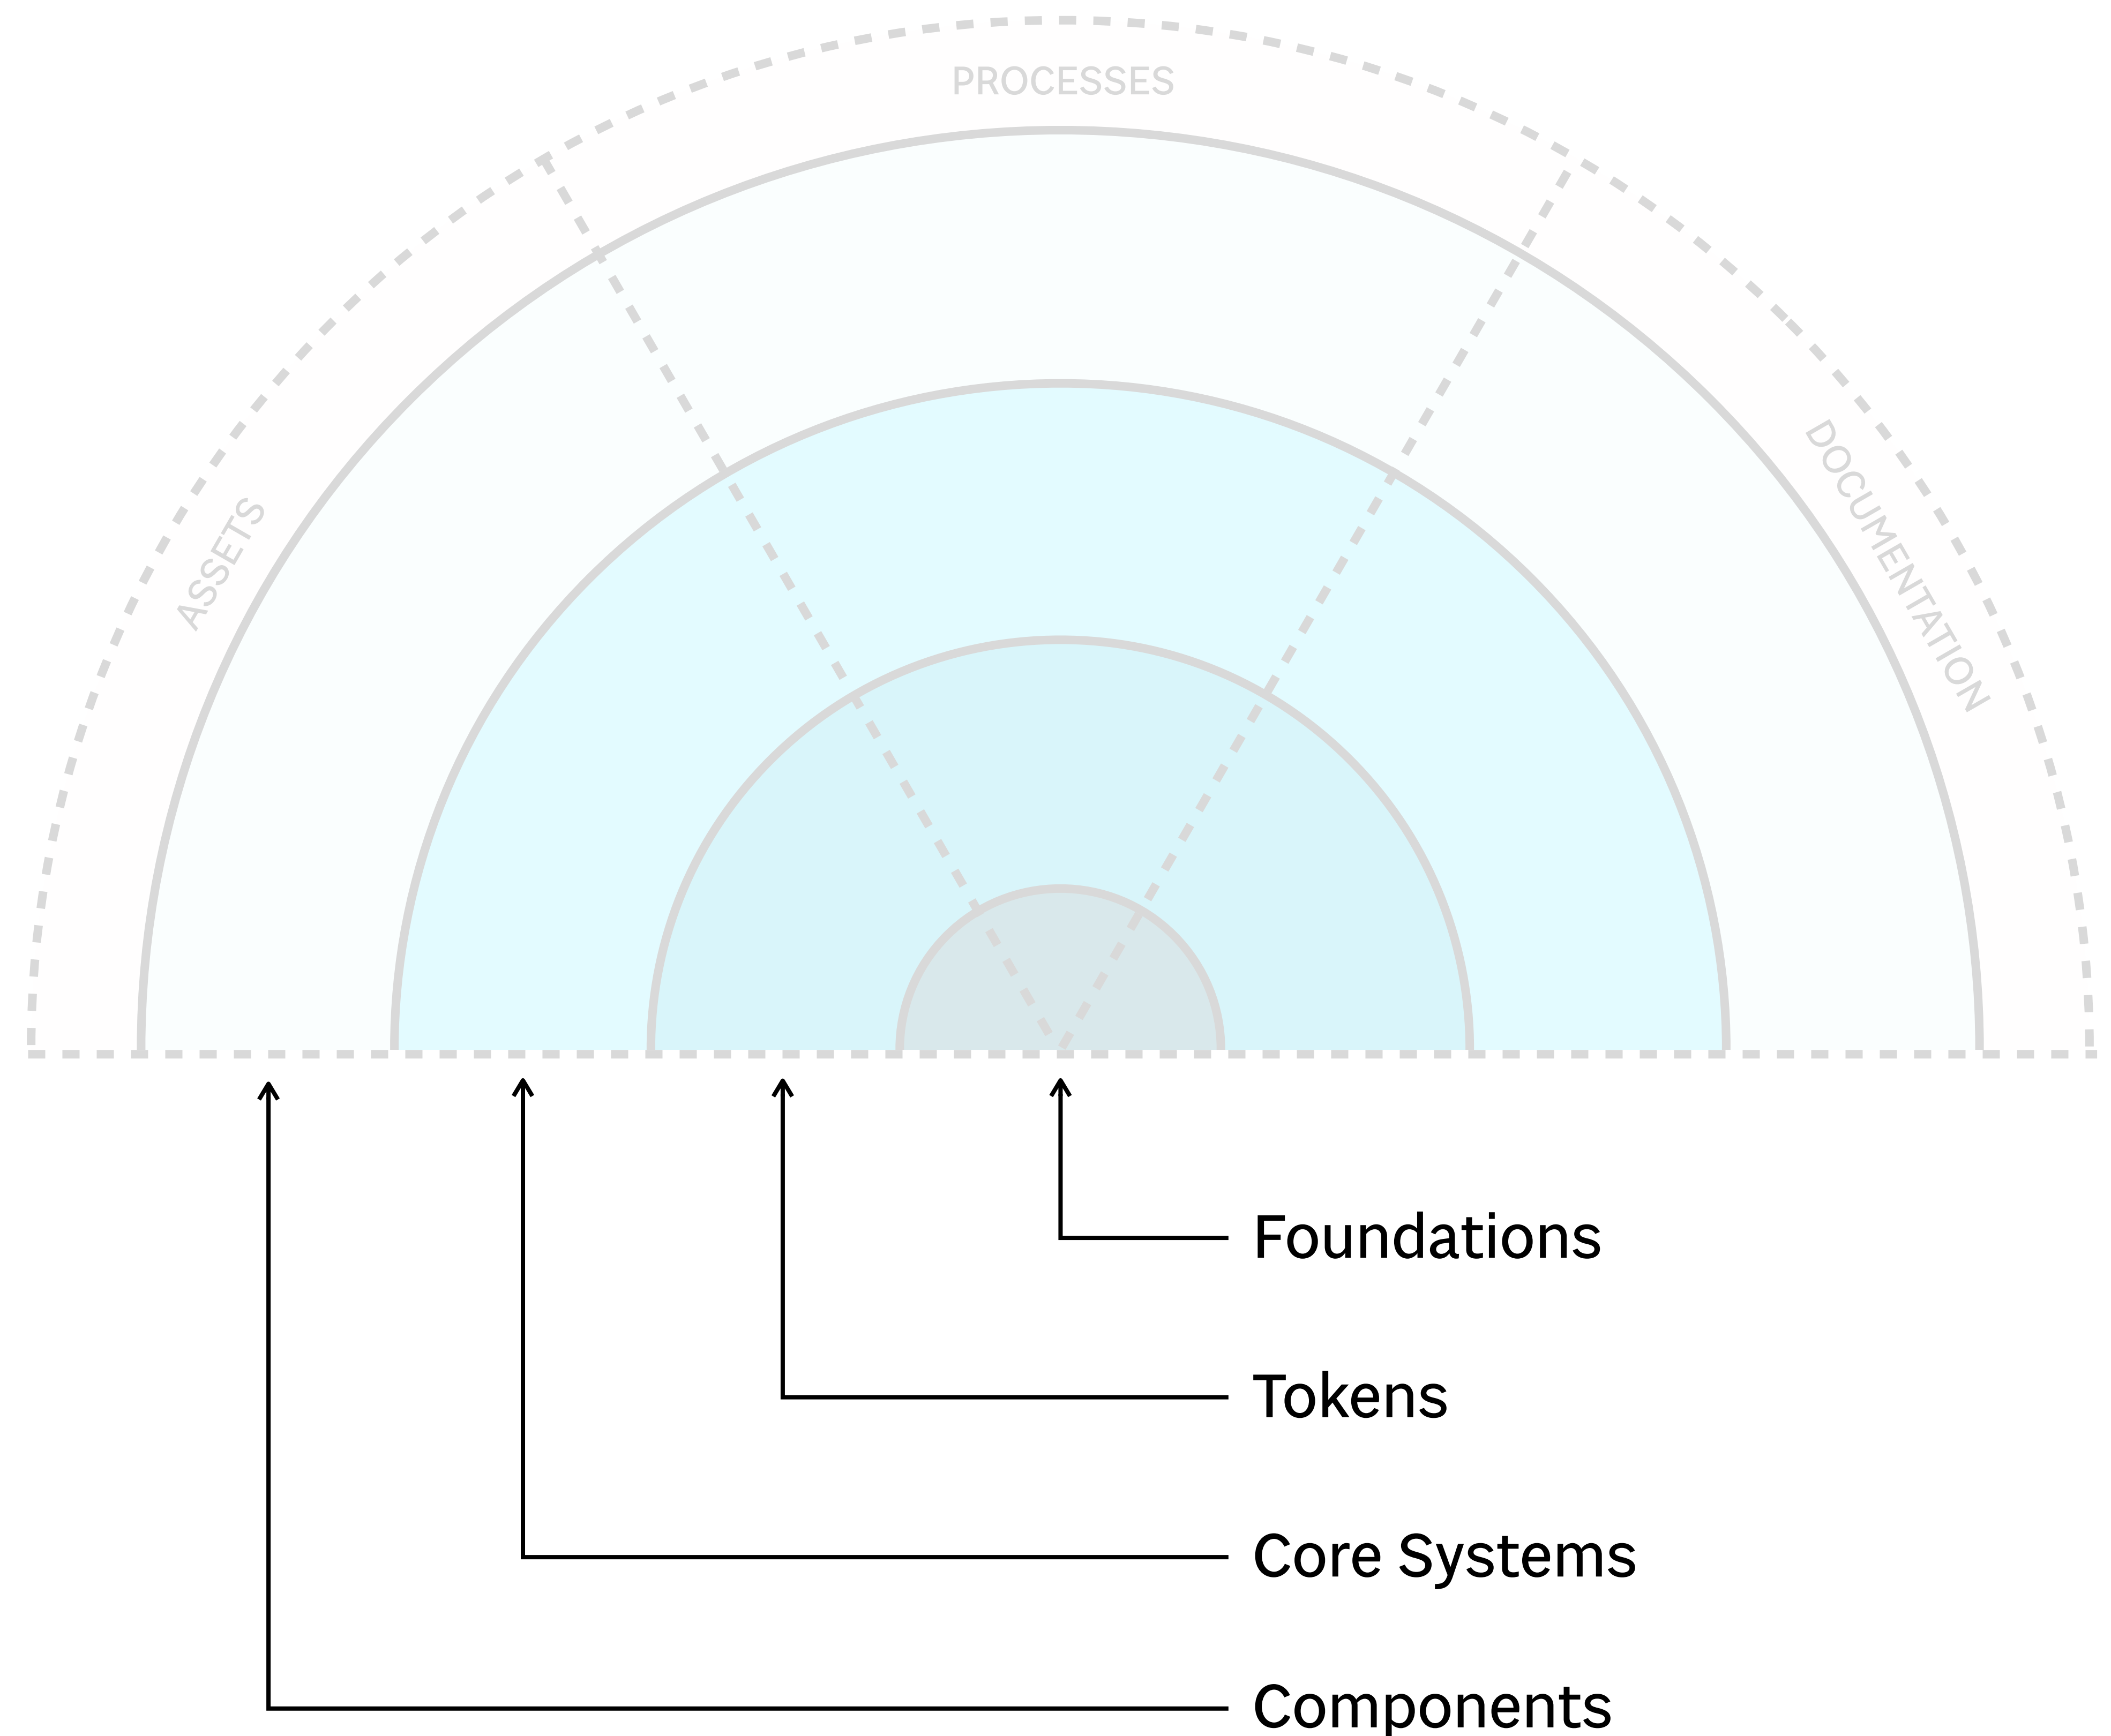 PROCESSES
ASSETS
DOCUMENTATION
Foundations
Tokens
Core Systems
Components